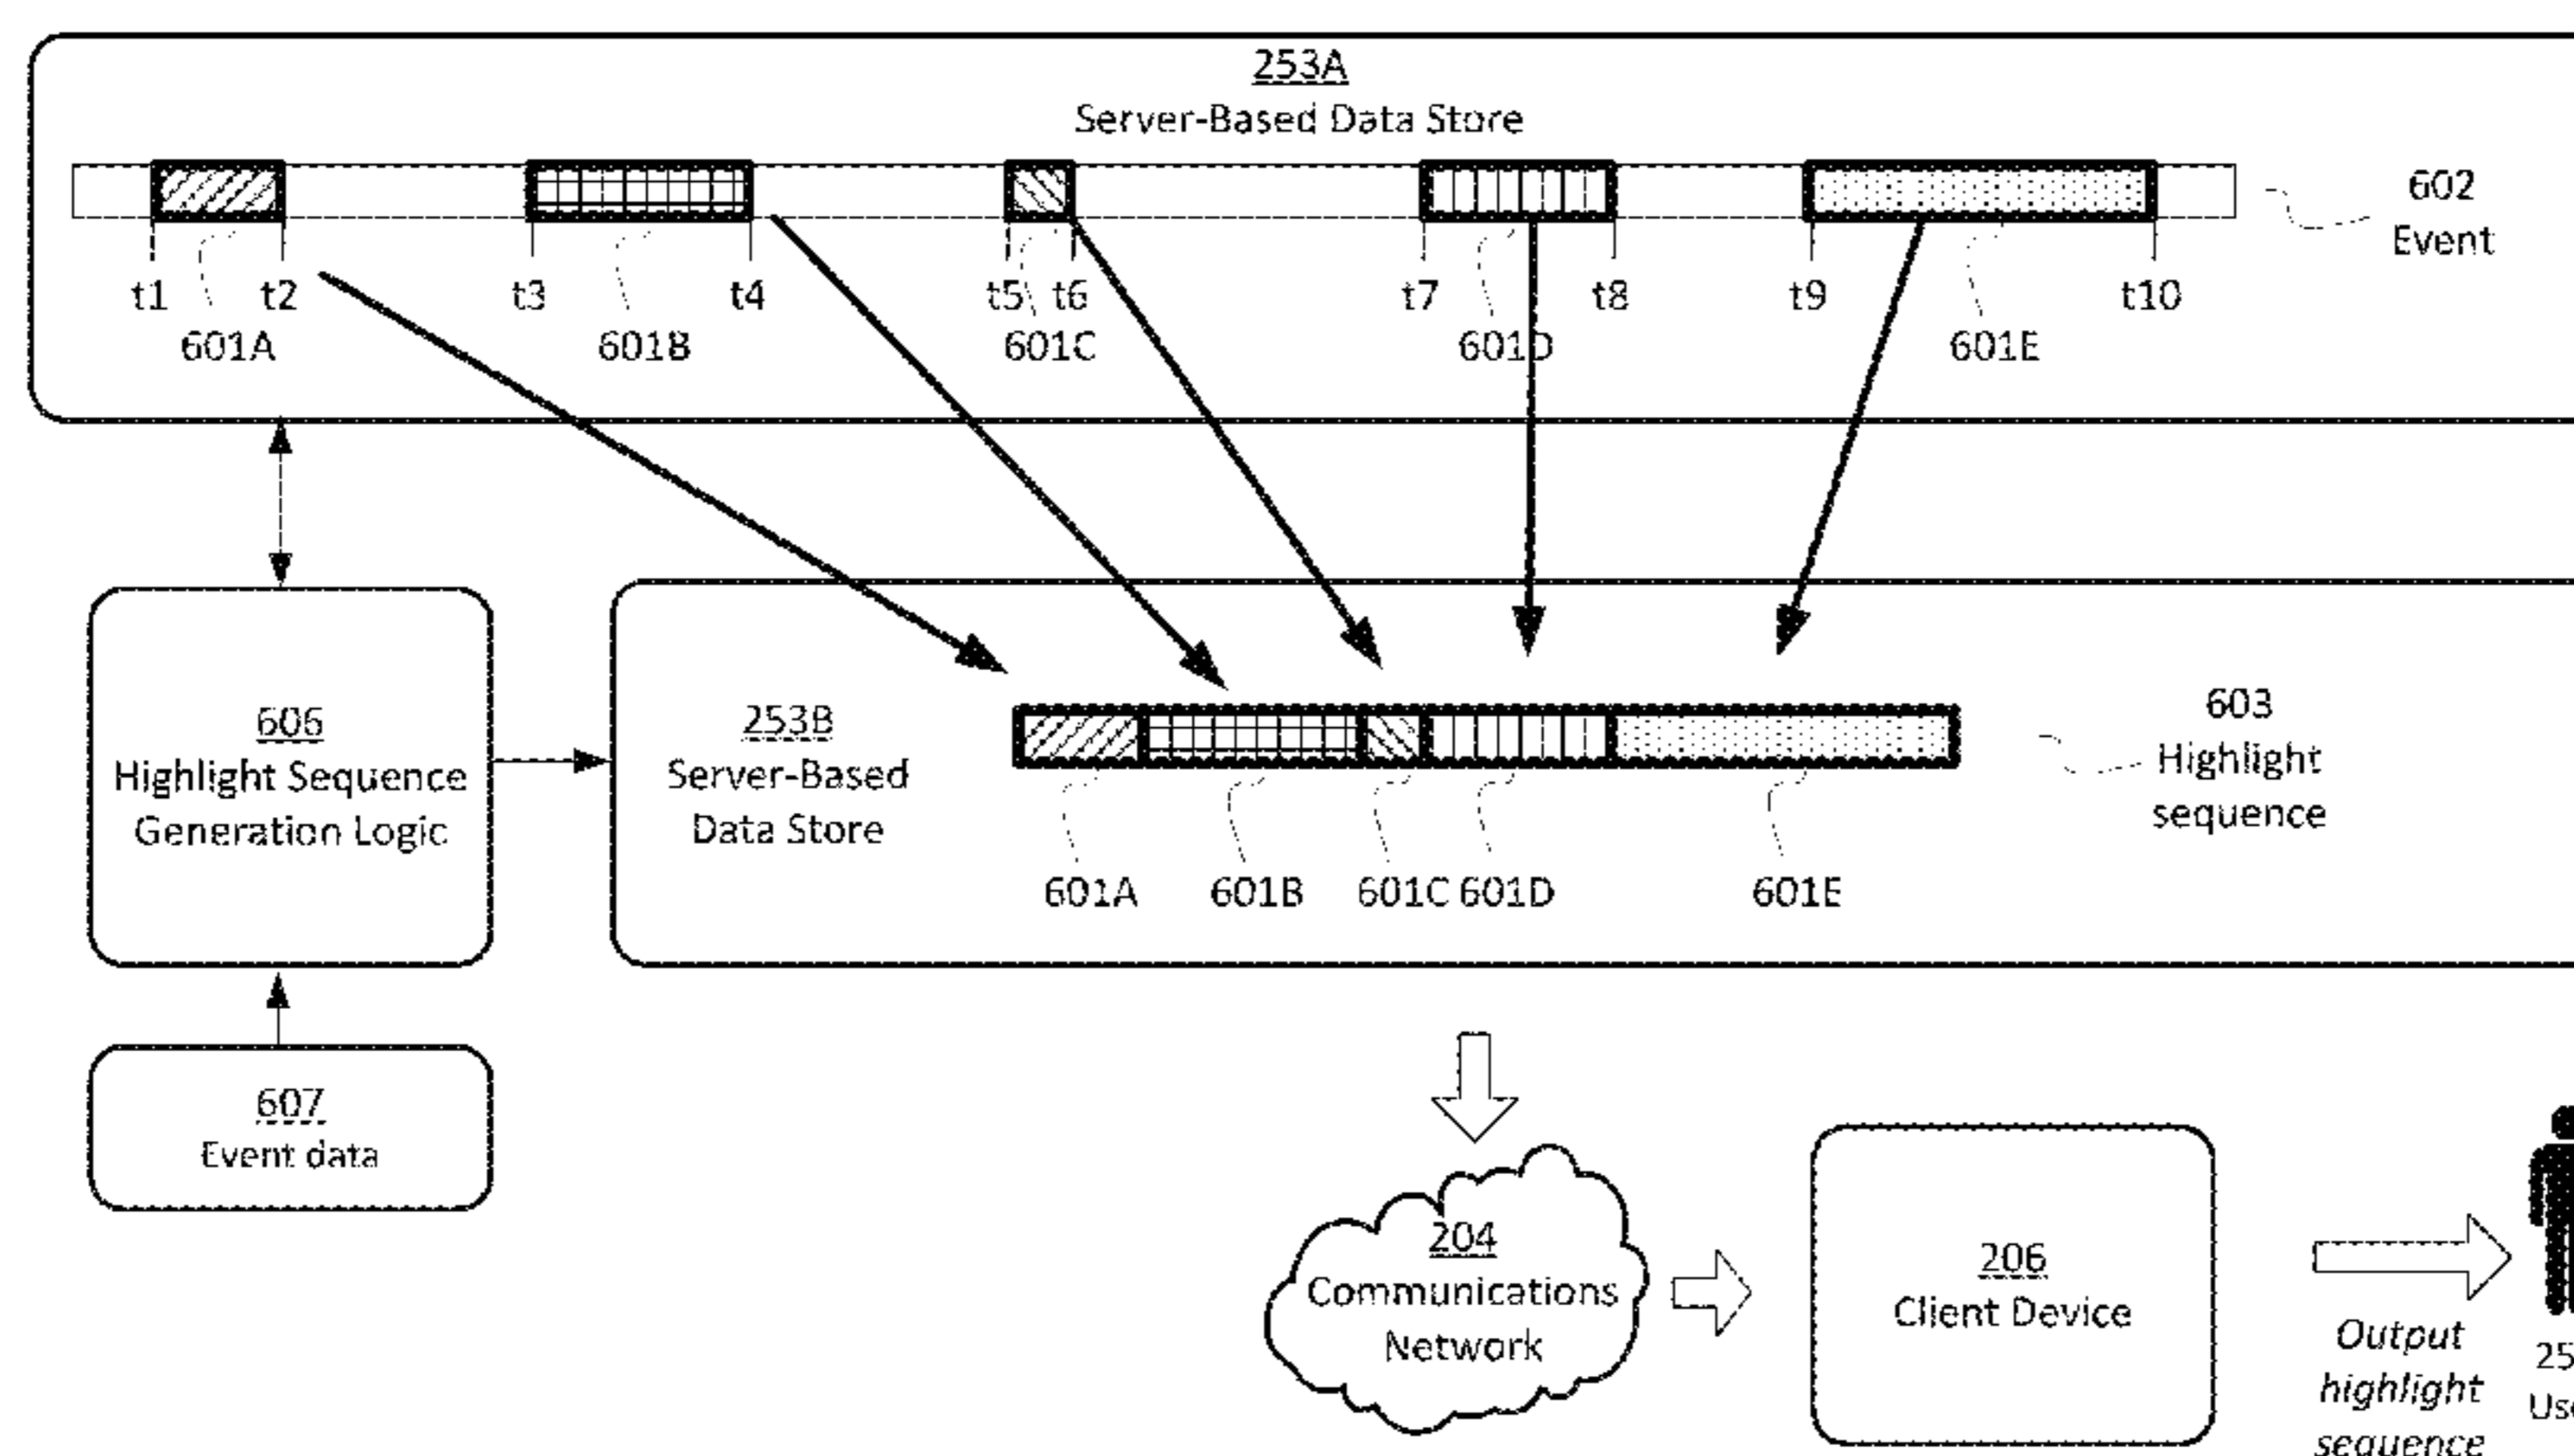 253A
Server-Based Data Store
602
Event
t1
t2
t3
t4
t5
t6
t7
t8
t9
t10
601A
601B
601C
601D
601E
606
Highlight Sequence
Generation Logic
253B
Server-Based
Data Store
603
Highlight
sequence
601A
601B
601C
601D
601E
607
Event data
204
Communications
Network
206
Client Device
Output
highlight
sequence